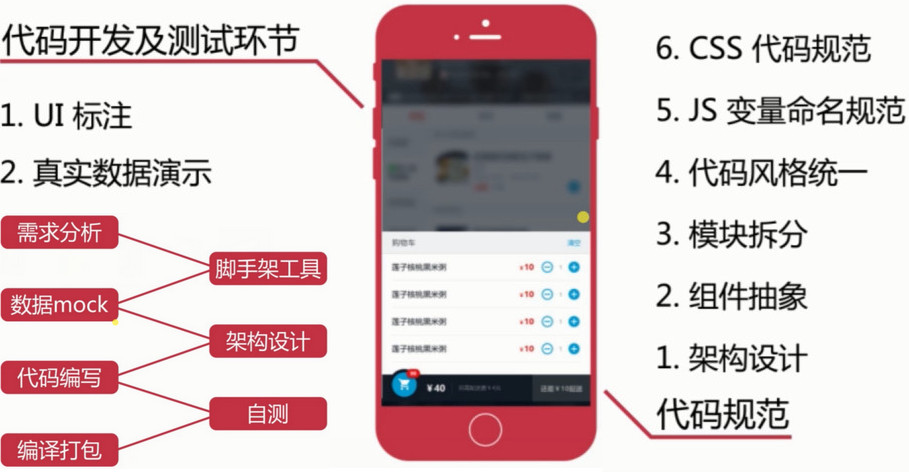 代码开发及测试环节
1. UI 标注
2. 真实数据演示
需求分析
脚手架工具
数据mock
架构设计
代码编写
自测
编译打包
购物车
清空
莲子核桃黑米粥
¥10
莲子核桃黑米粥
¥10
莲子核桃黑米粥
¥10
莲子核桃黑米粥
¥10
¥40
6. CSS 代码规范
5. JS 变量命名规范
4. 代码风格统一
3. 模块拆分
2. 组件抽象
1. 架构设计
代码规范